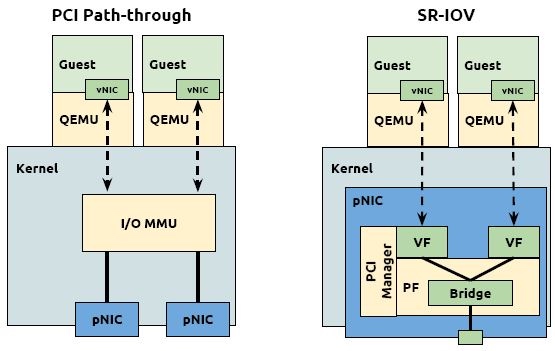 PCI Path-through
Guest
vNIC
QEMU
Guest
vNIC
QEMU
Kernel
I/O MMU
pNIC
pNIC
SR-IOV
Guest
vNIC
QEMU
Guest
vNIC
QEMU
Kernel
pNIC
VF
VF
PCI
Manager
PF
Bridge